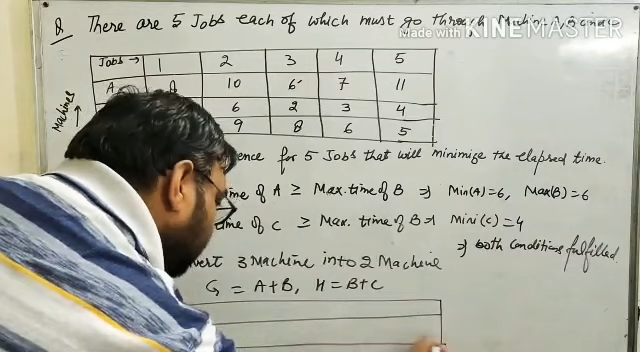 Q. There are 5 Jobs each of which must go through Machine A, B and
Made with KINEMASTER
Jobs → 1 2 3 4 5
A 8 10 6 7 11
6 2 3 4
9 8 6 5
Machines →
ence for 5 Jobs that will minimize the elapsed time.
ime of A ≥ Max. time of B ⇒ Min(A)=6, Max(B)=6
ime of C ≥ Max. time of B ⇒ Min(C)=4
⇒ both conditions fulfilled.
vert 3 Machine into 2 Machine
G = A+B, H = B+C